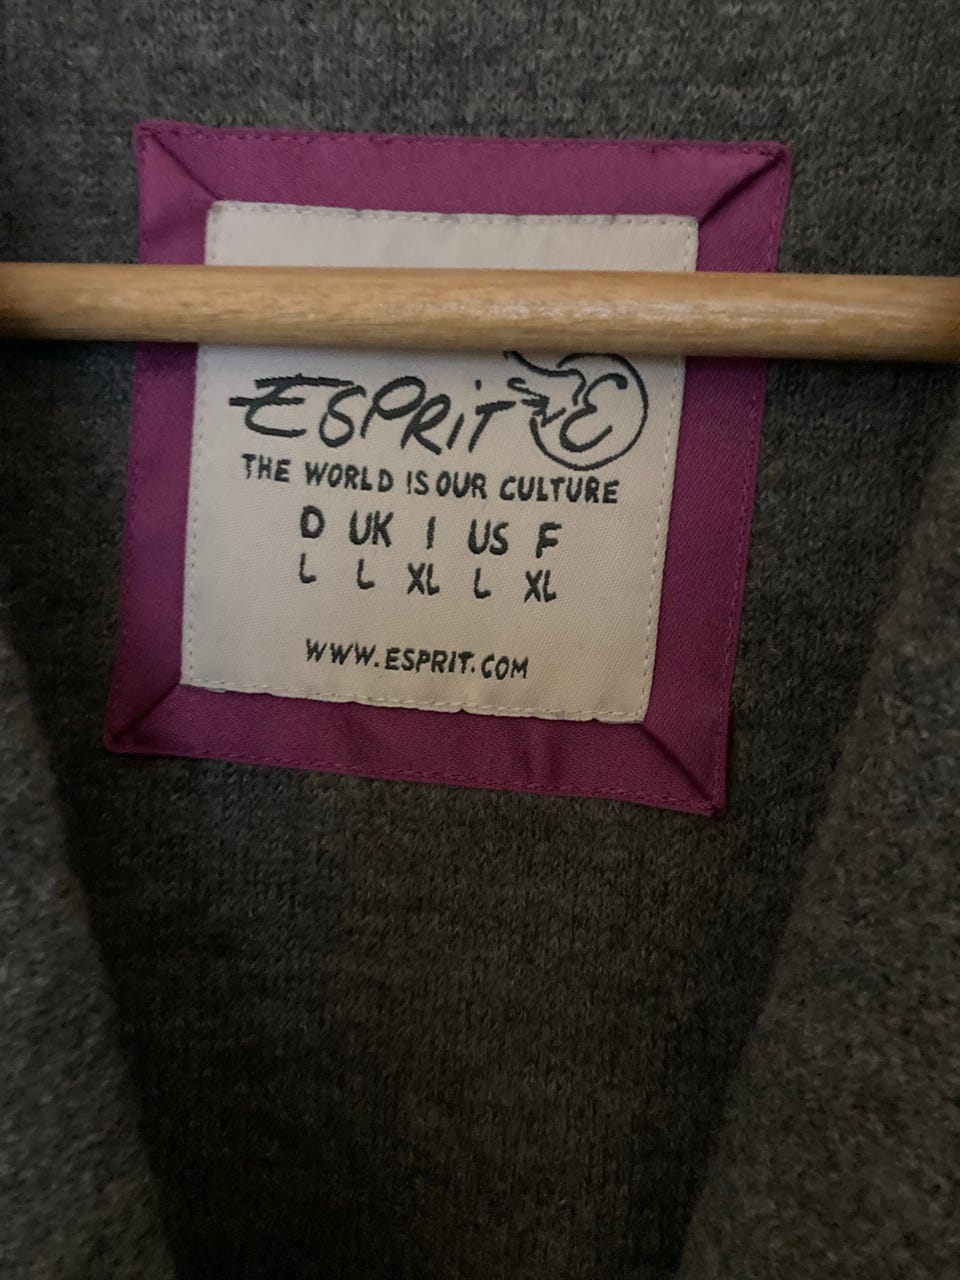 ESPRIT E
THE WORLD IS OUR CULTURE
D UK I US F
L L XL L XL
WWW.ESPRIT.COM